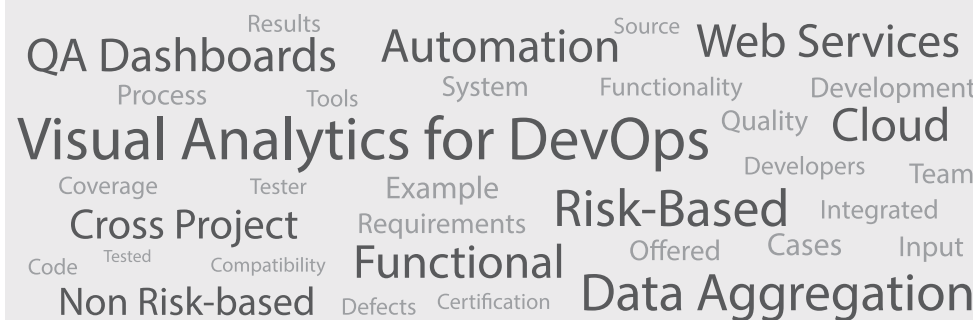 Results
Source
QA Dashboards Automation Web Services
Process Tools System Functionality Development
Visual Analytics for DevOps Quality Cloud
Developers Team
Coverage Tester Example
Cross Project Requirements Risk-Based Integrated
Code Tested Compatibility Functional Offered Cases Input
Non Risk-based Defects Certification Data Aggregation